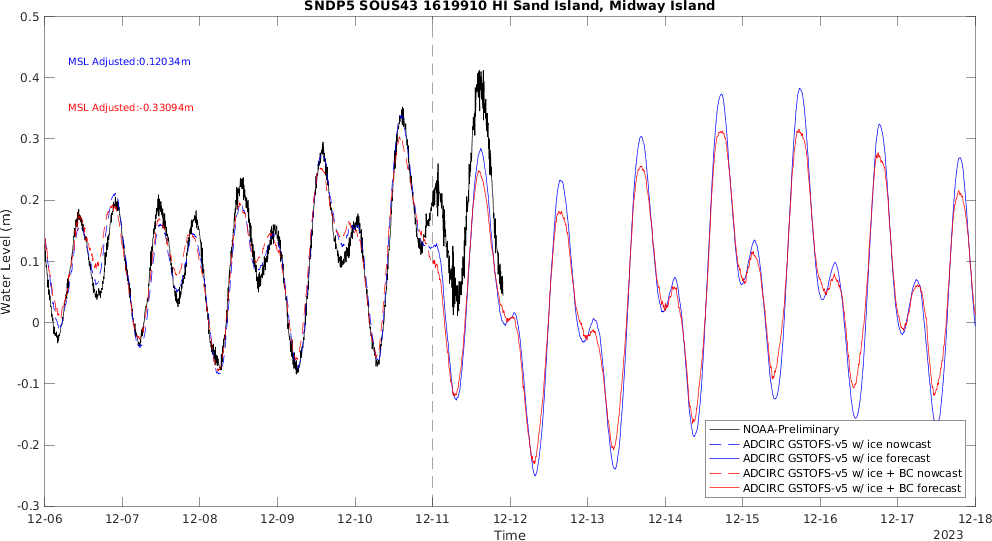 SNDP5 SOUS43 1619910 HI Sand Island, Midway Island
0.5
0.4
0.3
0.2
0.1
0
-0.1
-0.2
-0.3
Water Level (m)
MSL Adjusted:0.12034m
MSL Adjusted:-0.33094m
NOAA-Preliminary
ADCIRC GSTOFS-v5 w/ ice nowcast
ADCIRC GSTOFS-v5 w/ ice forecast
ADCIRC GSTOFS-v5 w/ ice + BC nowcast
ADCIRC GSTOFS-v5 w/ ice + BC forecast
12-06 12-07 12-08 12-09 12-10 12-11 12-12 12-13 12-14 12-15 12-16 12-17 12-18
Time
2023